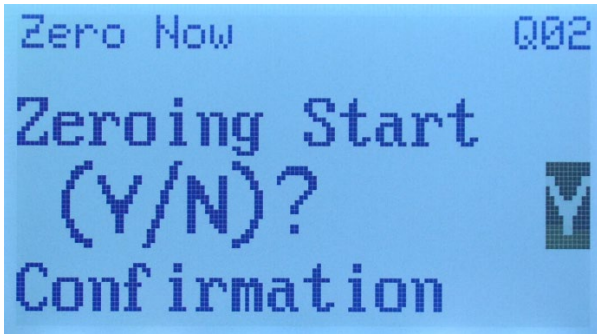 Zero Now Q02
Zeroing Start
(Y/N)? Y
Confirmation